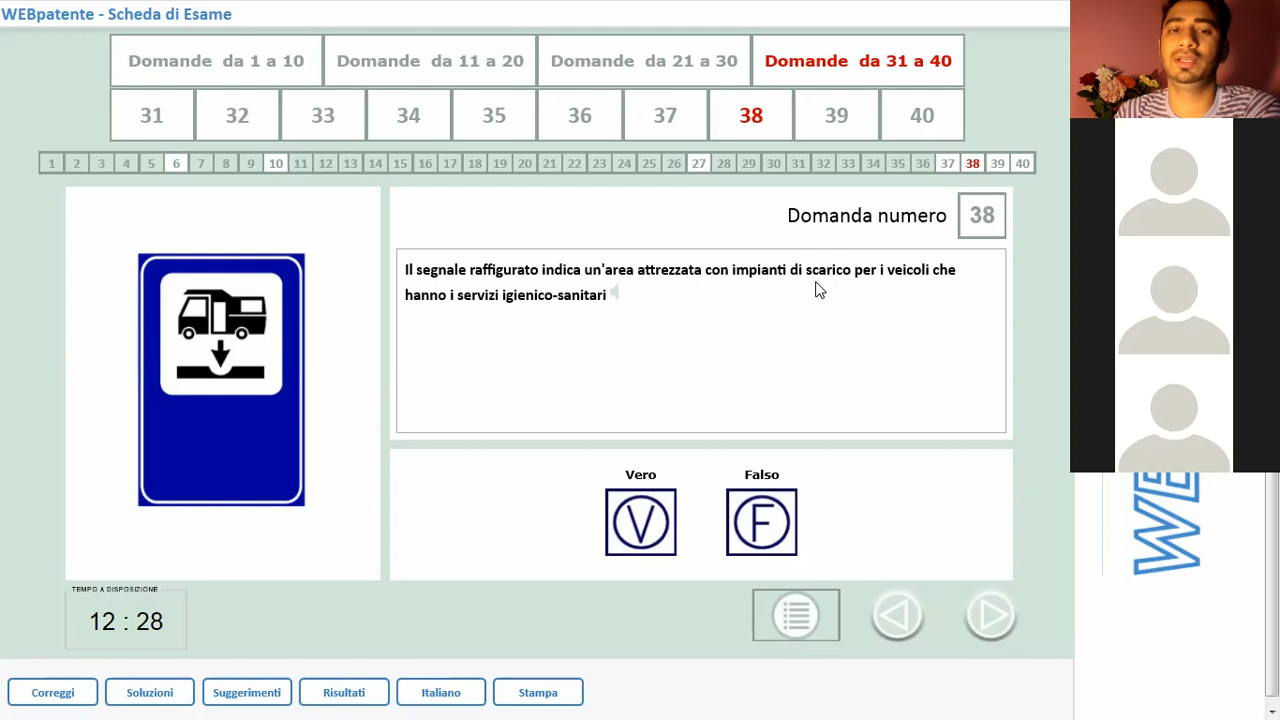 WEBpatente - Scheda di Esame
Domande da 1 a 10
Domande da 11 a 20
Domande da 21 a 30
Domande da 31 a 40
31 32 33 34 35 36 37 38 39 40
1 2 3 4 5 6 7 8 9 10 11 12 13 14 15 16 17 18 19 20 21 22 23 24 25 26 27 28 29 30 31 32 33 34 35 36 37 38 39 40
Domanda numero 38
Il segnale raffigurato indica un'area attrezzata con impianti di scarico per i veicoli che
hanno i servizi igienico-sanitari
Vero
Falso
V
F
TEMPO A DISPOSIZIONE
12 : 28
Correggi
Soluzioni
Suggerimenti
Risultati
Italiano
Stampa
WE